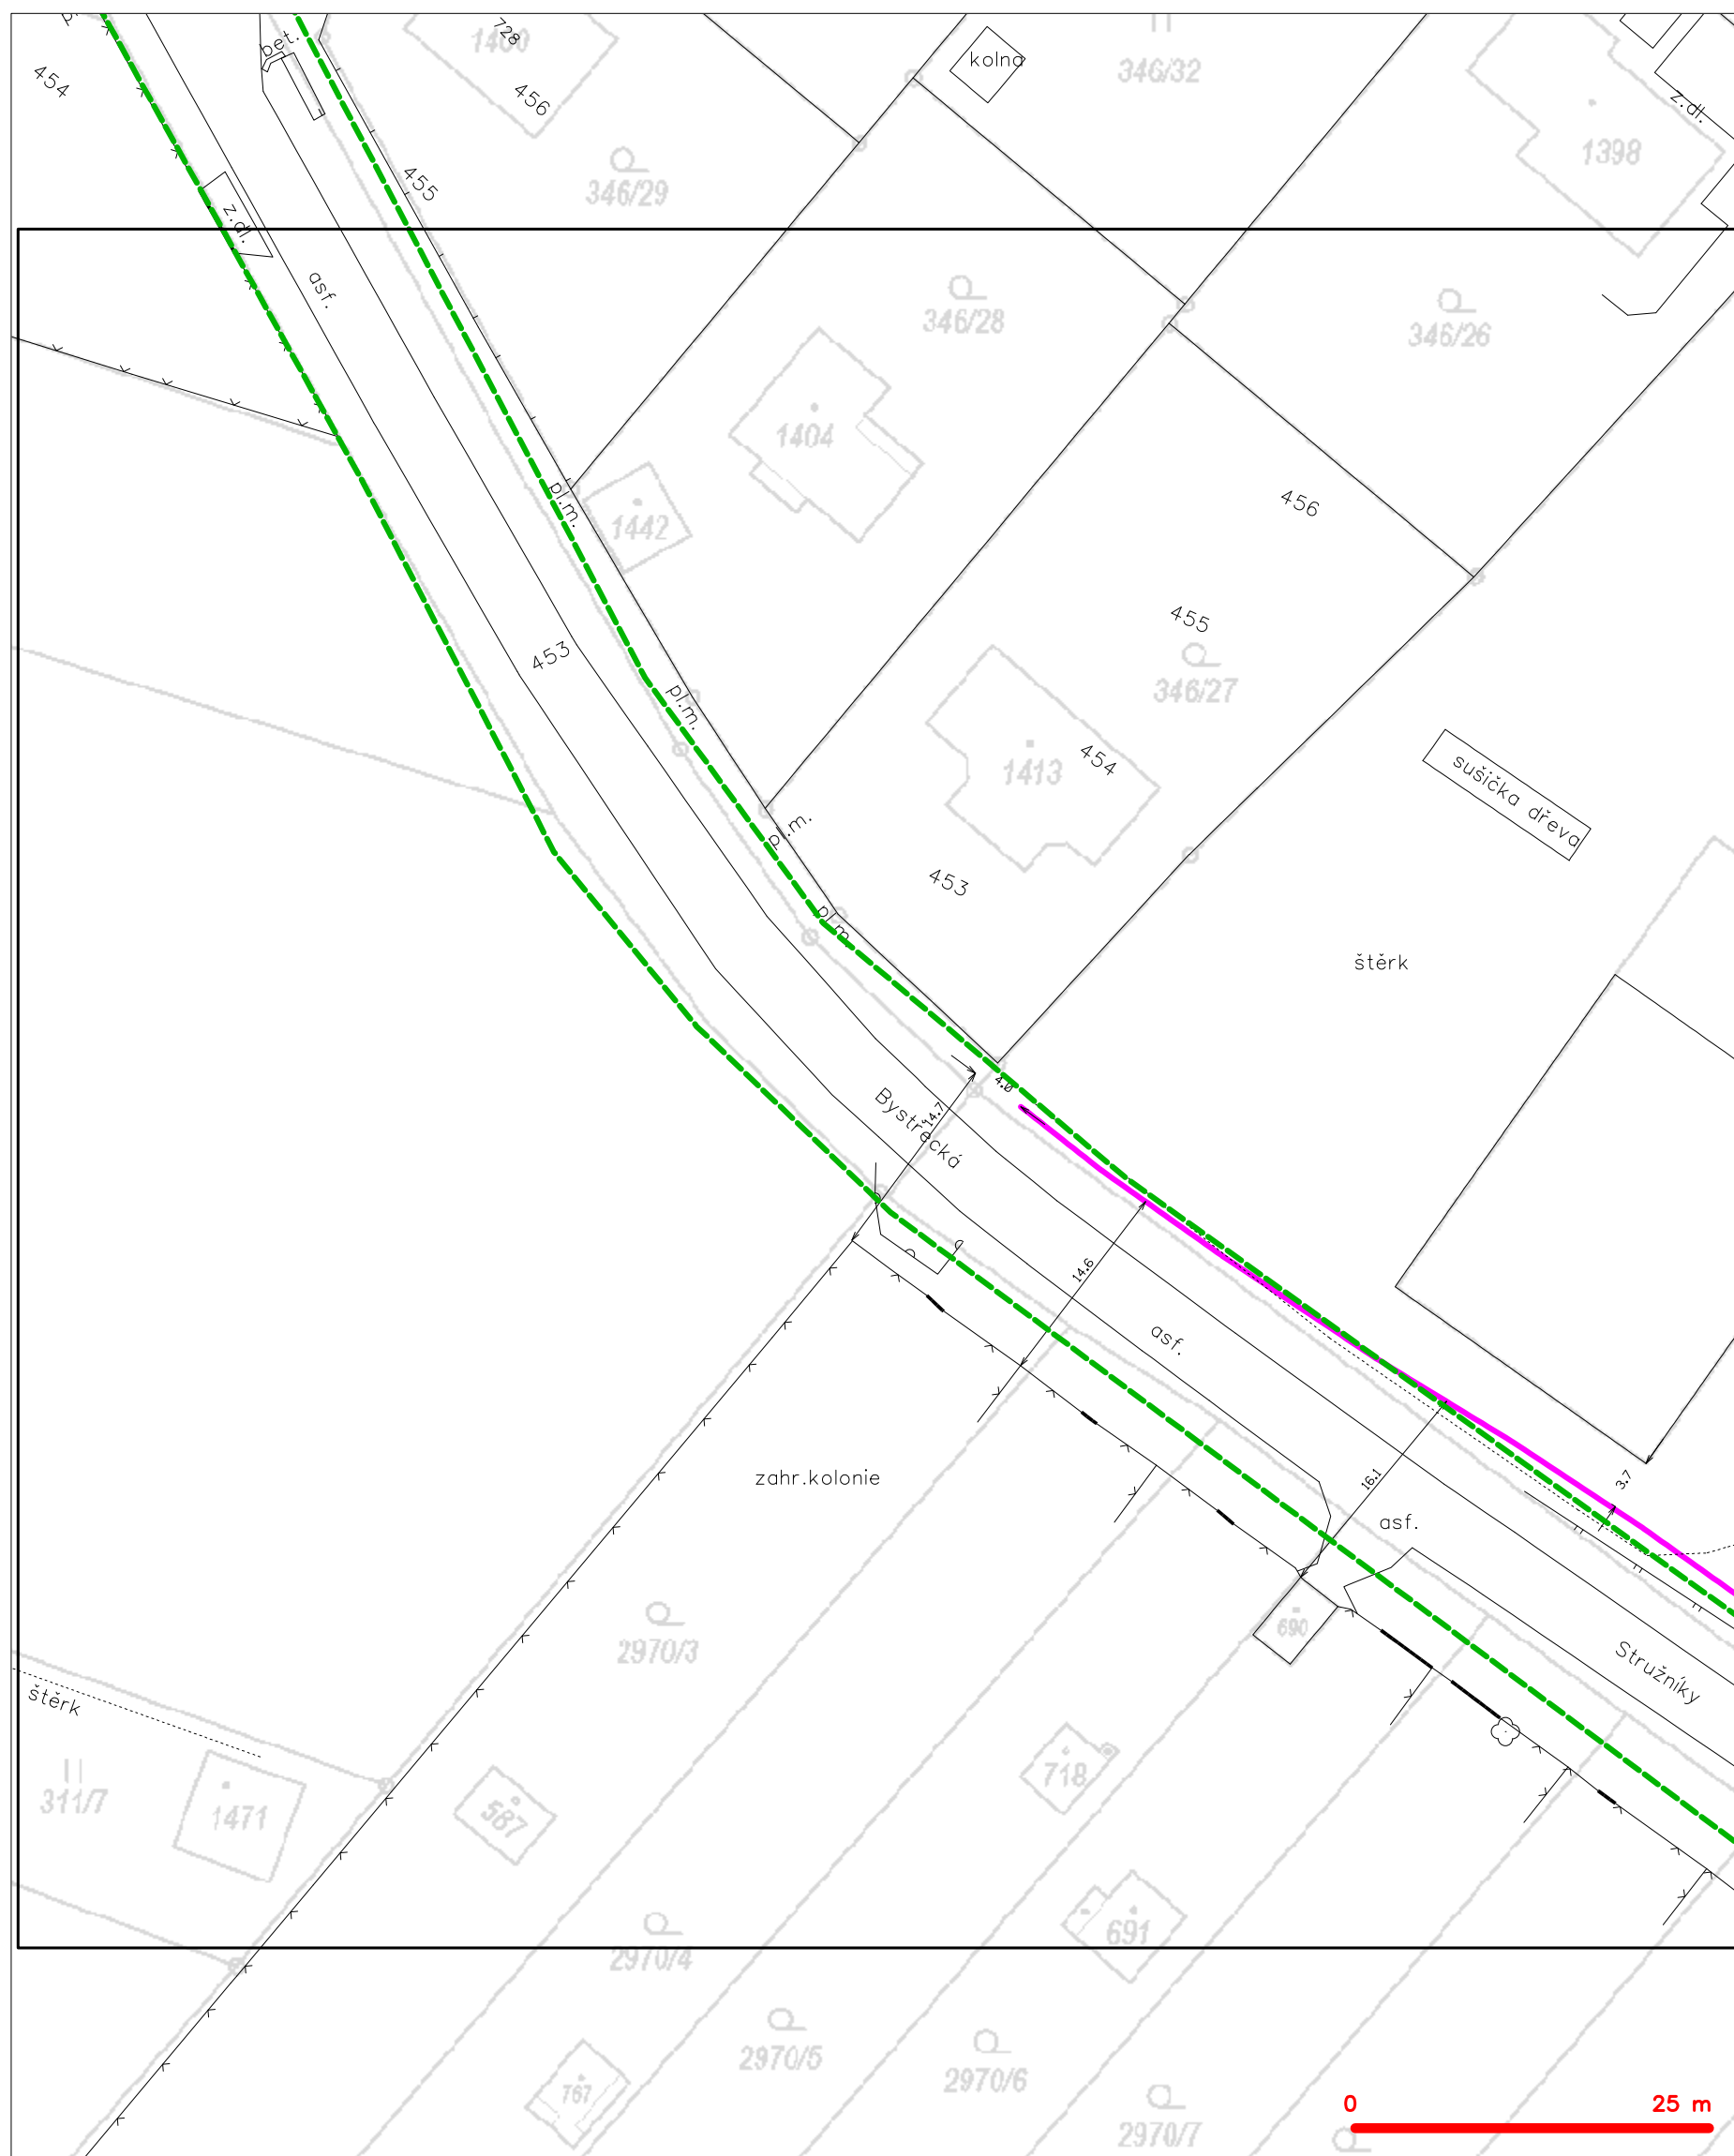 454
bet.
728
1400
456
kolna
346/32
z.dl.
1398
455
346/29
z.dl.
asf.
346/28
346/26
1404
pl.m.
1442
456
453
455
346/27
pl.m.
1413
454
sušička dřeva
pl.m.
453
pl.m.
štěrk
4.0
Bystřecká
14.7
14.6
asf.
zahr.kolonie
16.1
3.7
asf.
690
2970/3
Stružníky
štěrk
311/7
1471
587
718
691
2970/4
2970/5
2970/6
767
2970/7
0 25 m